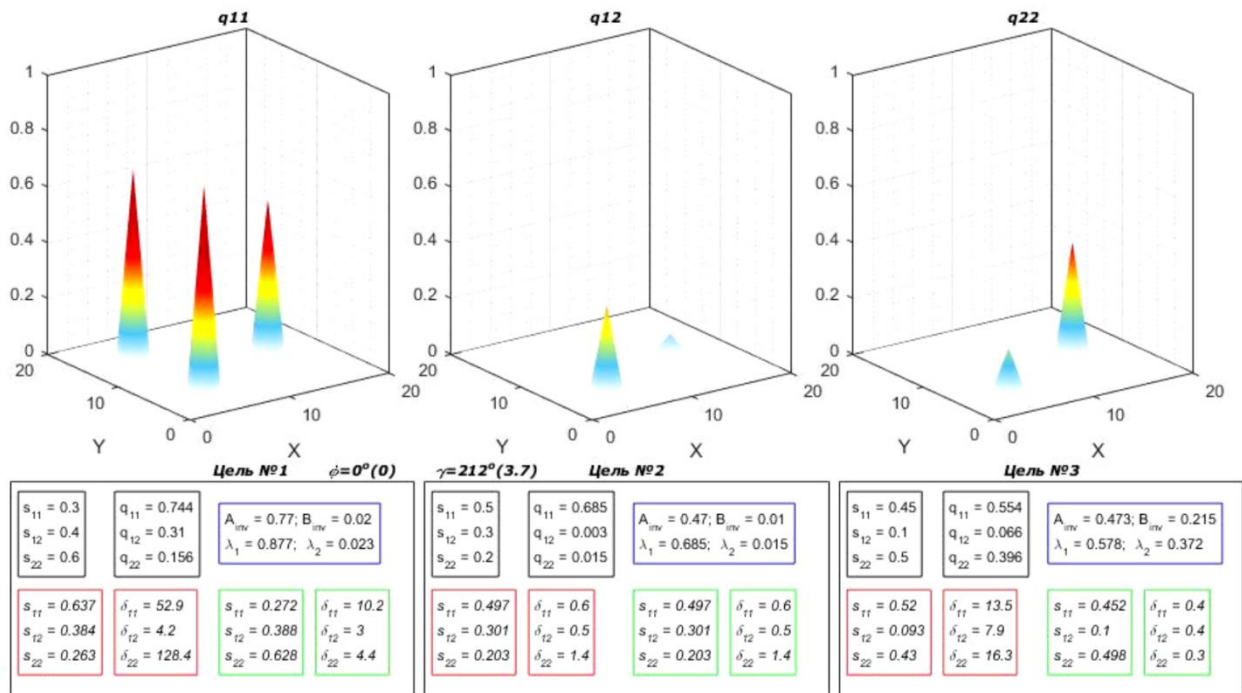 q11
1
0.8
0.6
0.4
0.2
0
20
10
0
Y
0
10
20
X
q12
1
0.8
0.6
0.4
0.2
0
20
10
0
Y
0
10
20
X
q22
1
0.8
0.6
0.4
0.2
0
20
10
0
Y
0
10
20
X
Цель №1 ϕ=0º(0) γ=212º(3.7) Цель №2 Цель №3
s11 = 0.3
s12 = 0.4
s22 = 0.6
q11 = 0.744
q12 = 0.31
q22 = 0.156
Ainv = 0.77; Binv = 0.02
λ1 = 0.877; λ2 = 0.023
s11 = 0.637
s12 = 0.384
s22 = 0.263
δ11 = 52.9
δ12 = 4.2
δ22 = 128.4
s11 = 0.272
s12 = 0.388
s22 = 0.628
δ11 = 10.2
δ12 = 3
δ22 = 4.4
s11 = 0.5
s12 = 0.3
s22 = 0.2
q11 = 0.685
q12 = 0.003
q22 = 0.015
Ainv = 0.47; Binv = 0.01
λ1 = 0.685; λ2 = 0.015
s11 = 0.497
s12 = 0.301
s22 = 0.203
δ11 = 0.6
δ12 = 0.5
δ22 = 1.4
s11 = 0.497
s12 = 0.301
s22 = 0.203
δ11 = 0.6
δ12 = 0.5
δ22 = 1.4
s11 = 0.45
s12 = 0.1
s22 = 0.5
q11 = 0.554
q12 = 0.066
q22 = 0.396
Ainv = 0.473; Binv = 0.215
λ1 = 0.578; λ2 = 0.372
s11 = 0.52
s12 = 0.093
s22 = 0.43
δ11 = 13.5
δ12 = 7.9
δ22 = 16.3
s11 = 0.452
s12 = 0.1
s22 = 0.498
δ11 = 0.4
δ12 = 0.4
δ22 = 0.3